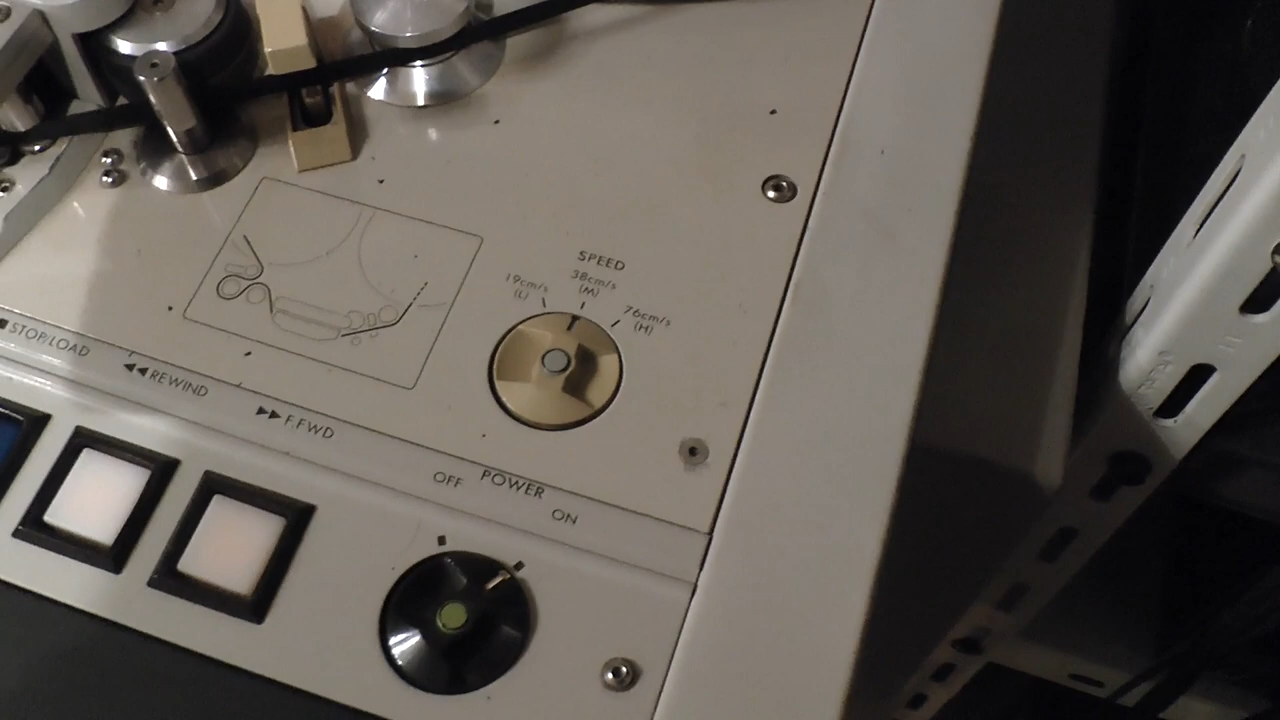 SPEED
38cm/s
(M)
19cm/s
(L)
76cm/s
(H)
■STOP/LOAD
◀◀REWIND
▶▶F.FWD
POWER
OFF
ON